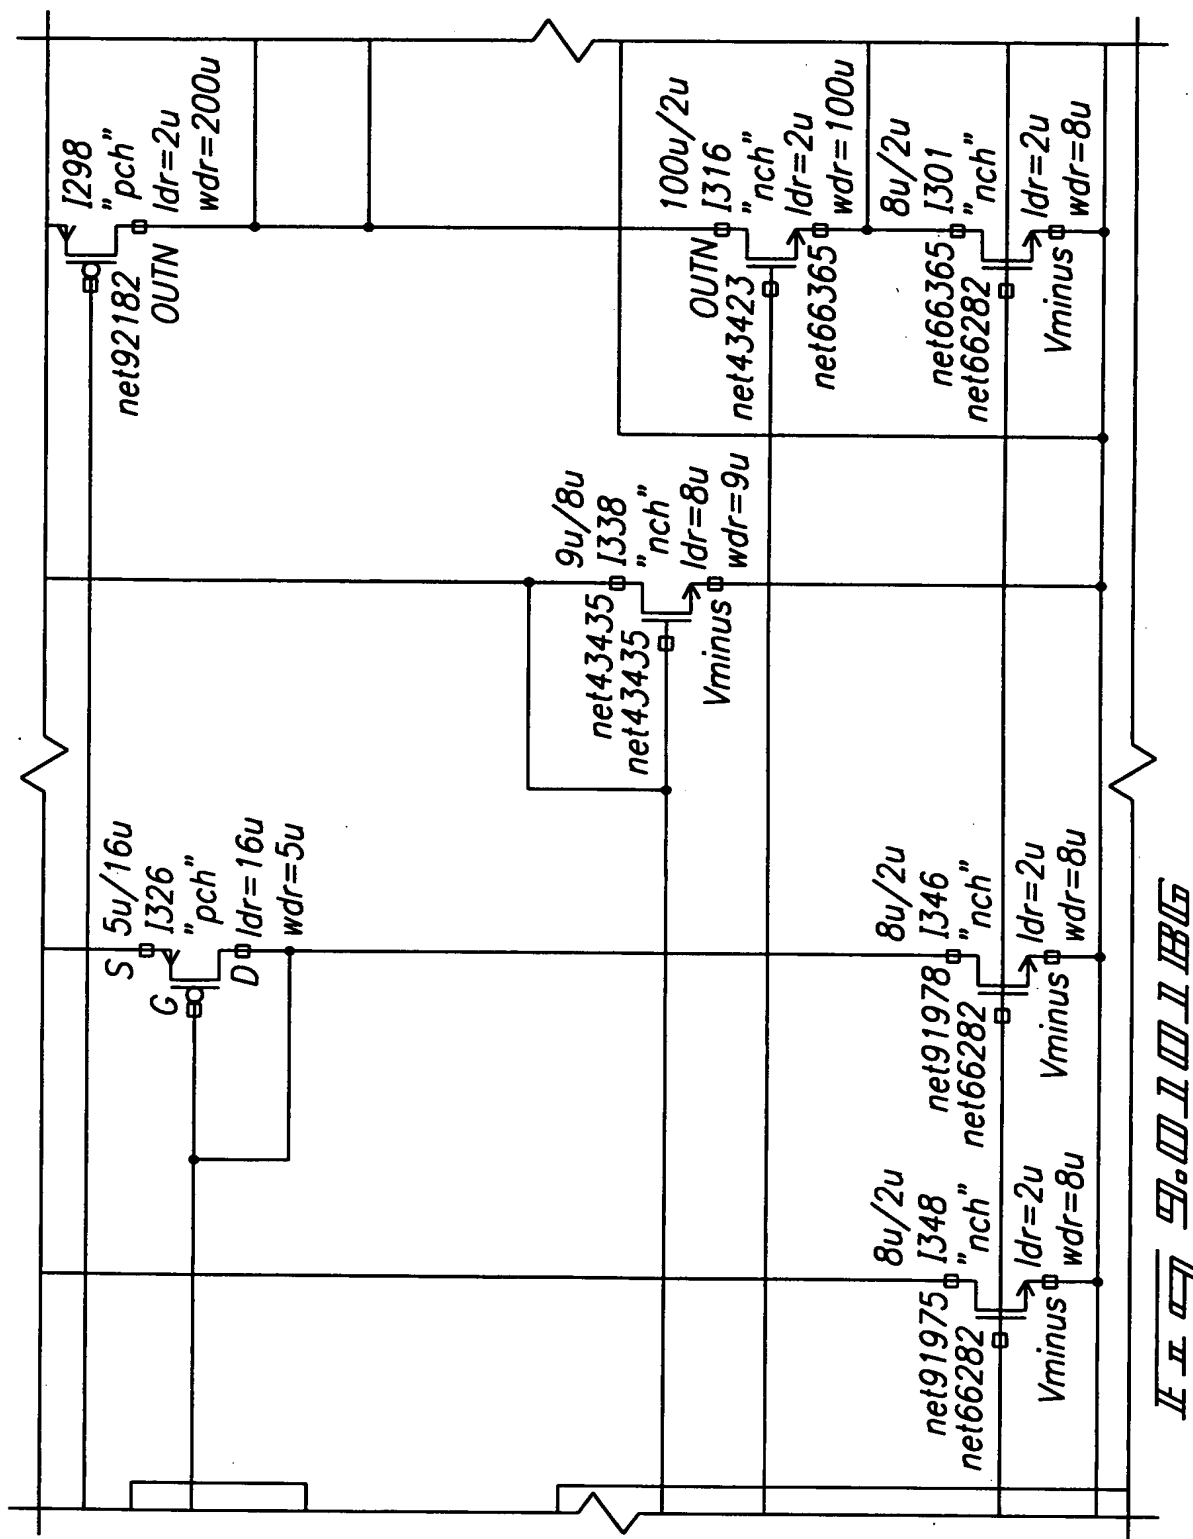 I298
"pch"
ldr=2u
wdr=200u
net92182
OUTN
100u/2u
I316
"nch"
ldr=2u
wdr=100u
OUTN
net43423
net66365
8u/2u
I301
"nch"
ldr=2u
wdr=8u
net66365
net66282
Vminus
9u/8u
I338
"nch"
ldr=8u
wdr=9u
net43435
net43435
Vminus
5u/16u
I326
"pch"
ldr=16u
wdr=5u
S
G
D
8u/2u
I346
"nch"
ldr=2u
wdr=8u
net91978
net66282
Vminus
8u/2u
I348
"nch"
ldr=2u
wdr=8u
net91975
net66282
Vminus